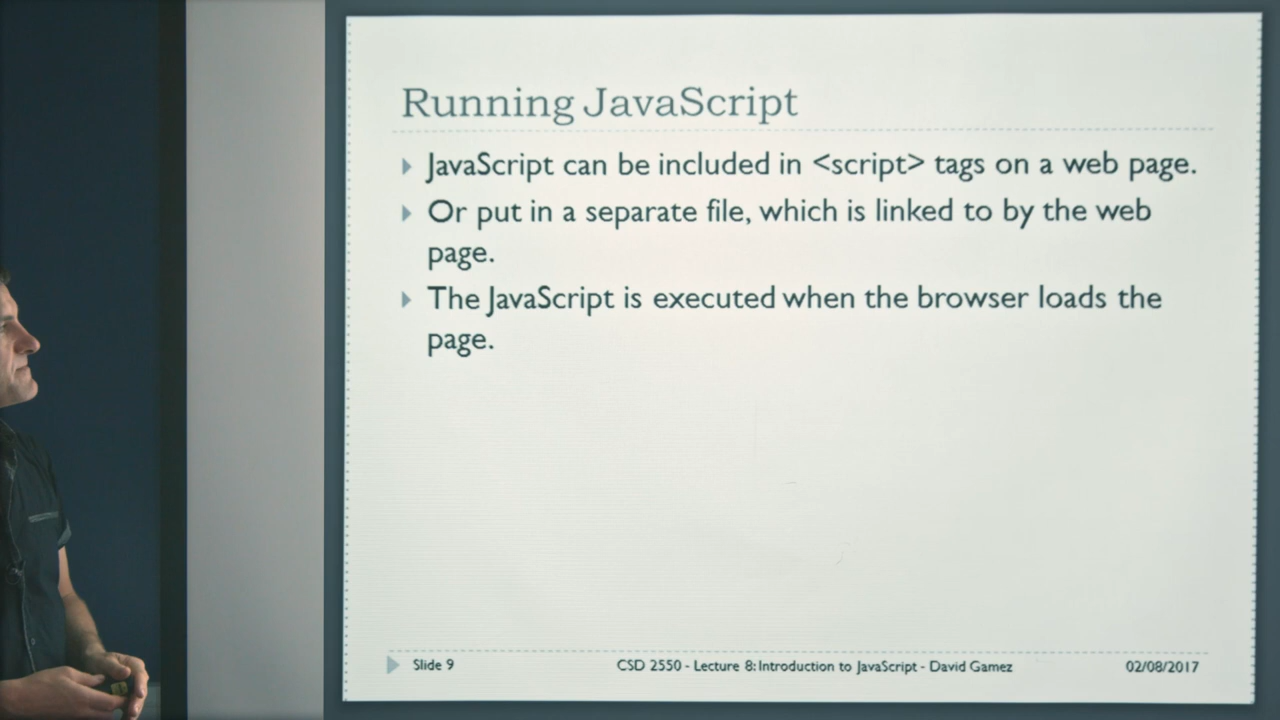 Running JavaScript
JavaScript can be included in <script> tags on a web page.
Or put in a separate file, which is linked to by the web
page.
The JavaScript is executed when the browser loads the
page.
Slide 9
CSD 2550 - Lecture 8: Introduction to JavaScript - David Gamez
02/08/2017